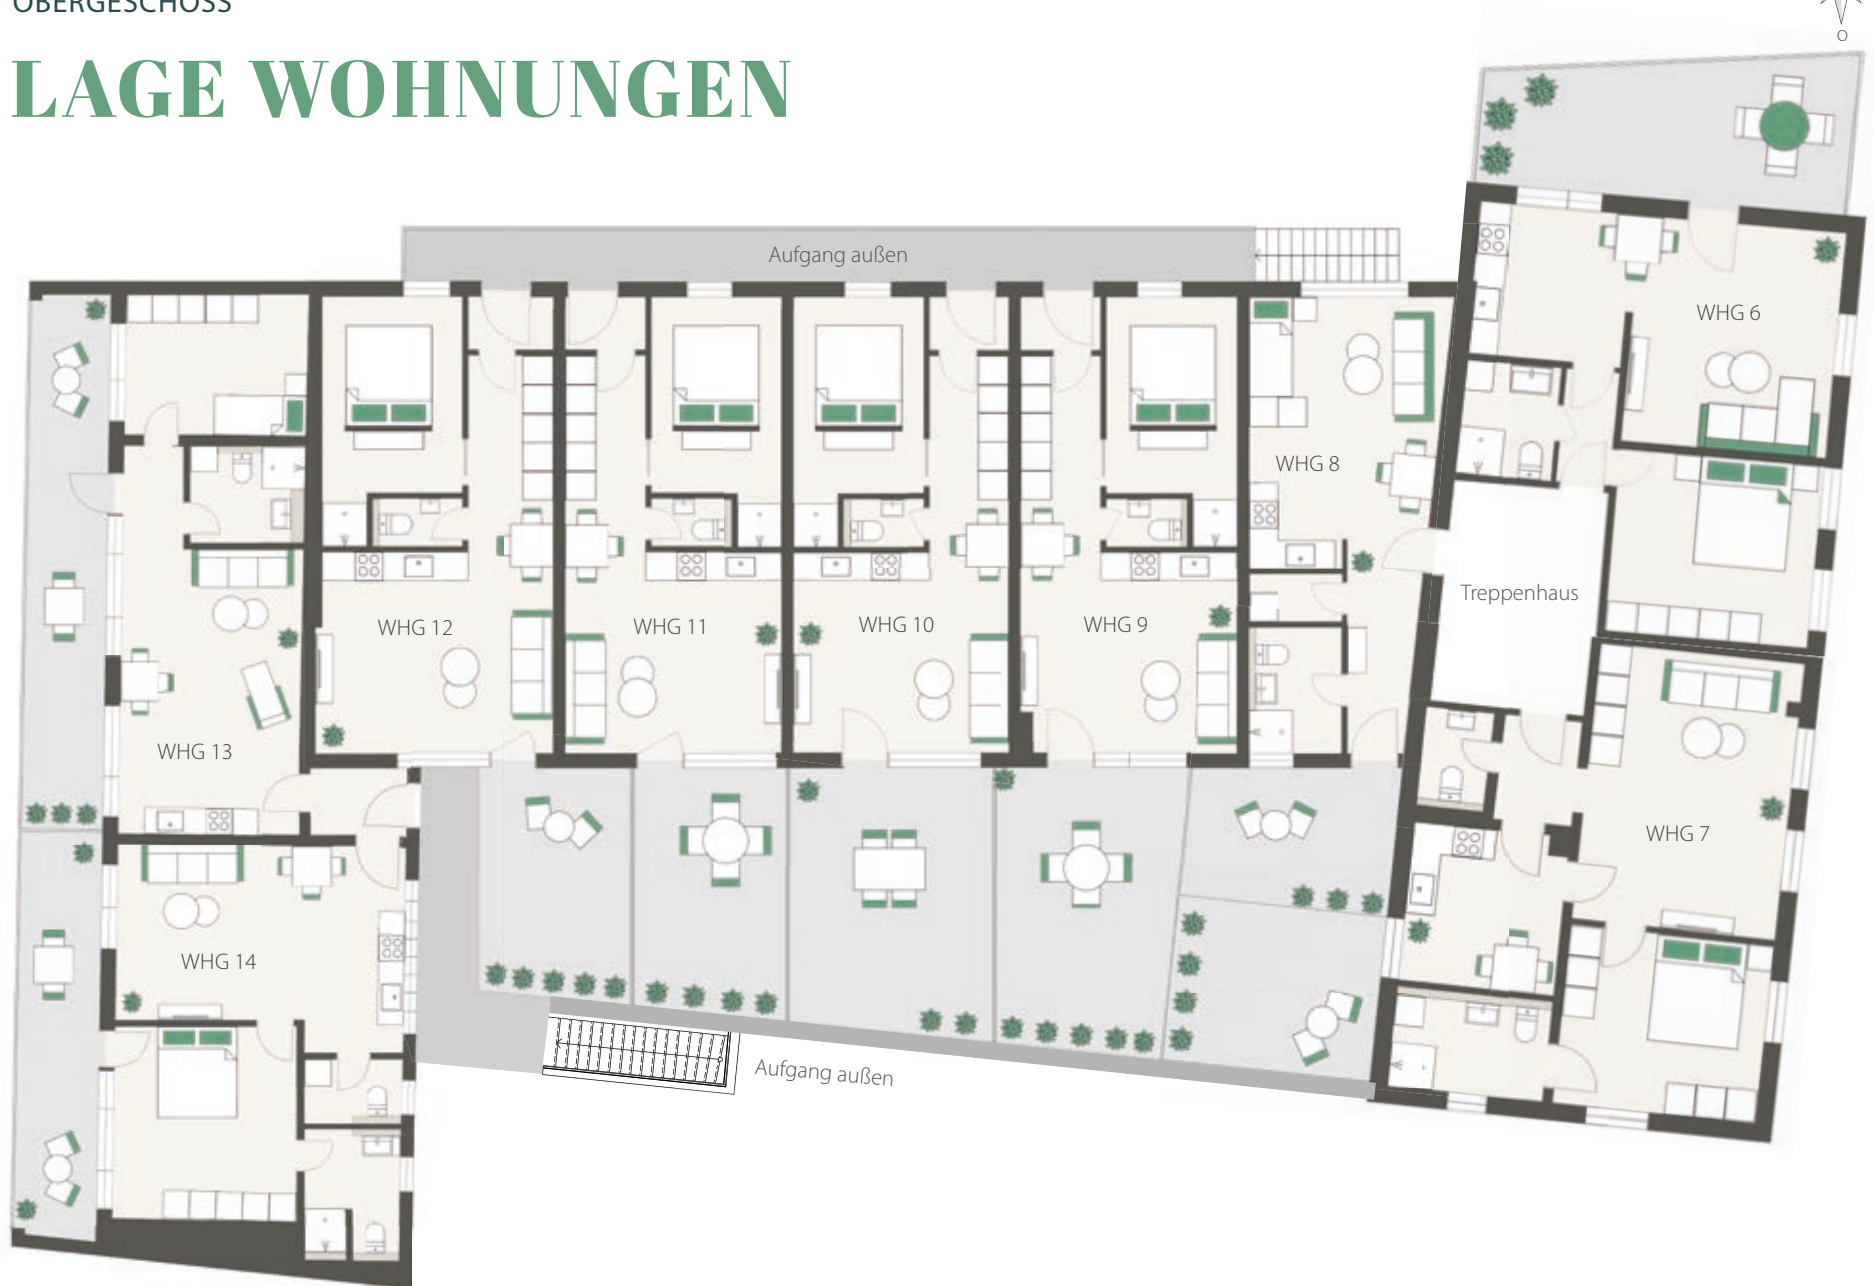 OBERGESCHOSS
LAGE WOHNUNGEN
O
Aufgang außen
WHG 6
WHG 8
Treppenhaus
WHG 12
WHG 11
WHG 10
WHG 9
WHG 13
WHG 7
WHG 14
Aufgang außen